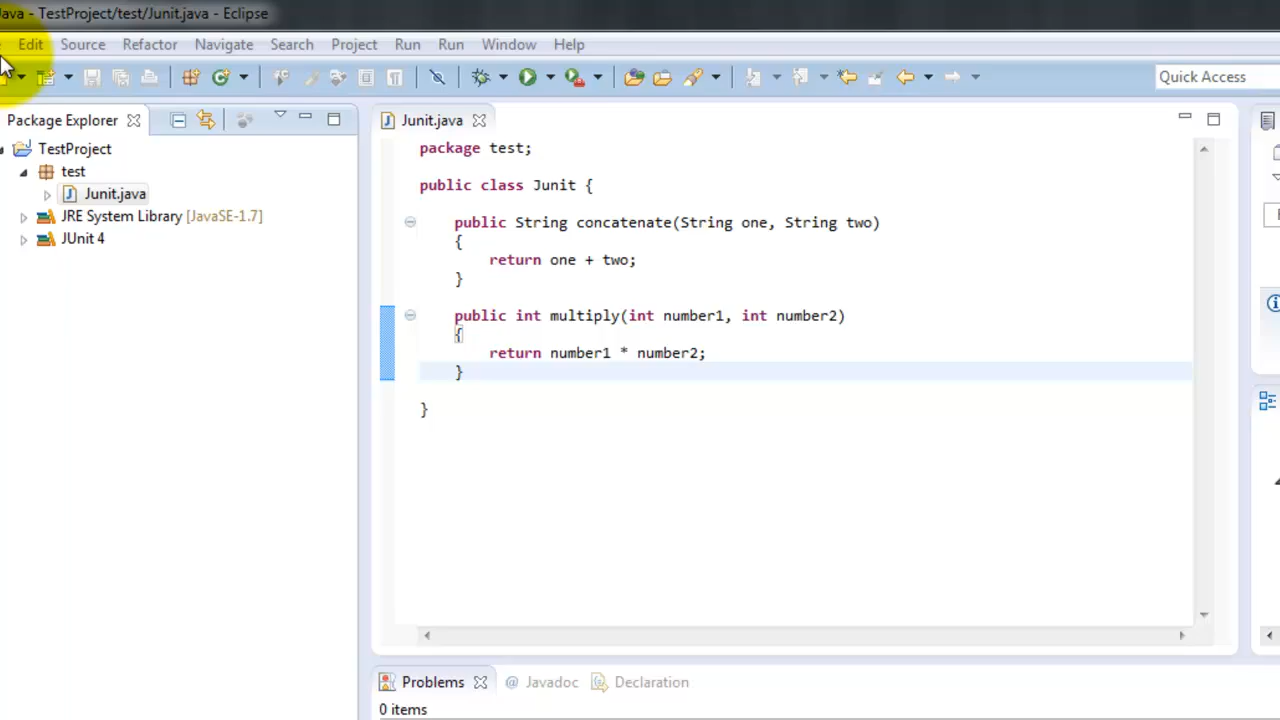 Java - TestProject/test/Junit.java - Eclipse
Edit Source Refactor Navigate Search Project Run Run Window Help
Quick Access
Package Explorer
TestProject
test
Junit.java
JRE System Library [JavaSE-1.7]
JUnit 4
Junit.java
package test;
public class Junit {
public String concatenate(String one, String two)
{
return one + two;
}
public int multiply(int number1, int number2)
{
return number1 * number2;
}
}
Problems @ Javadoc Declaration
0 items